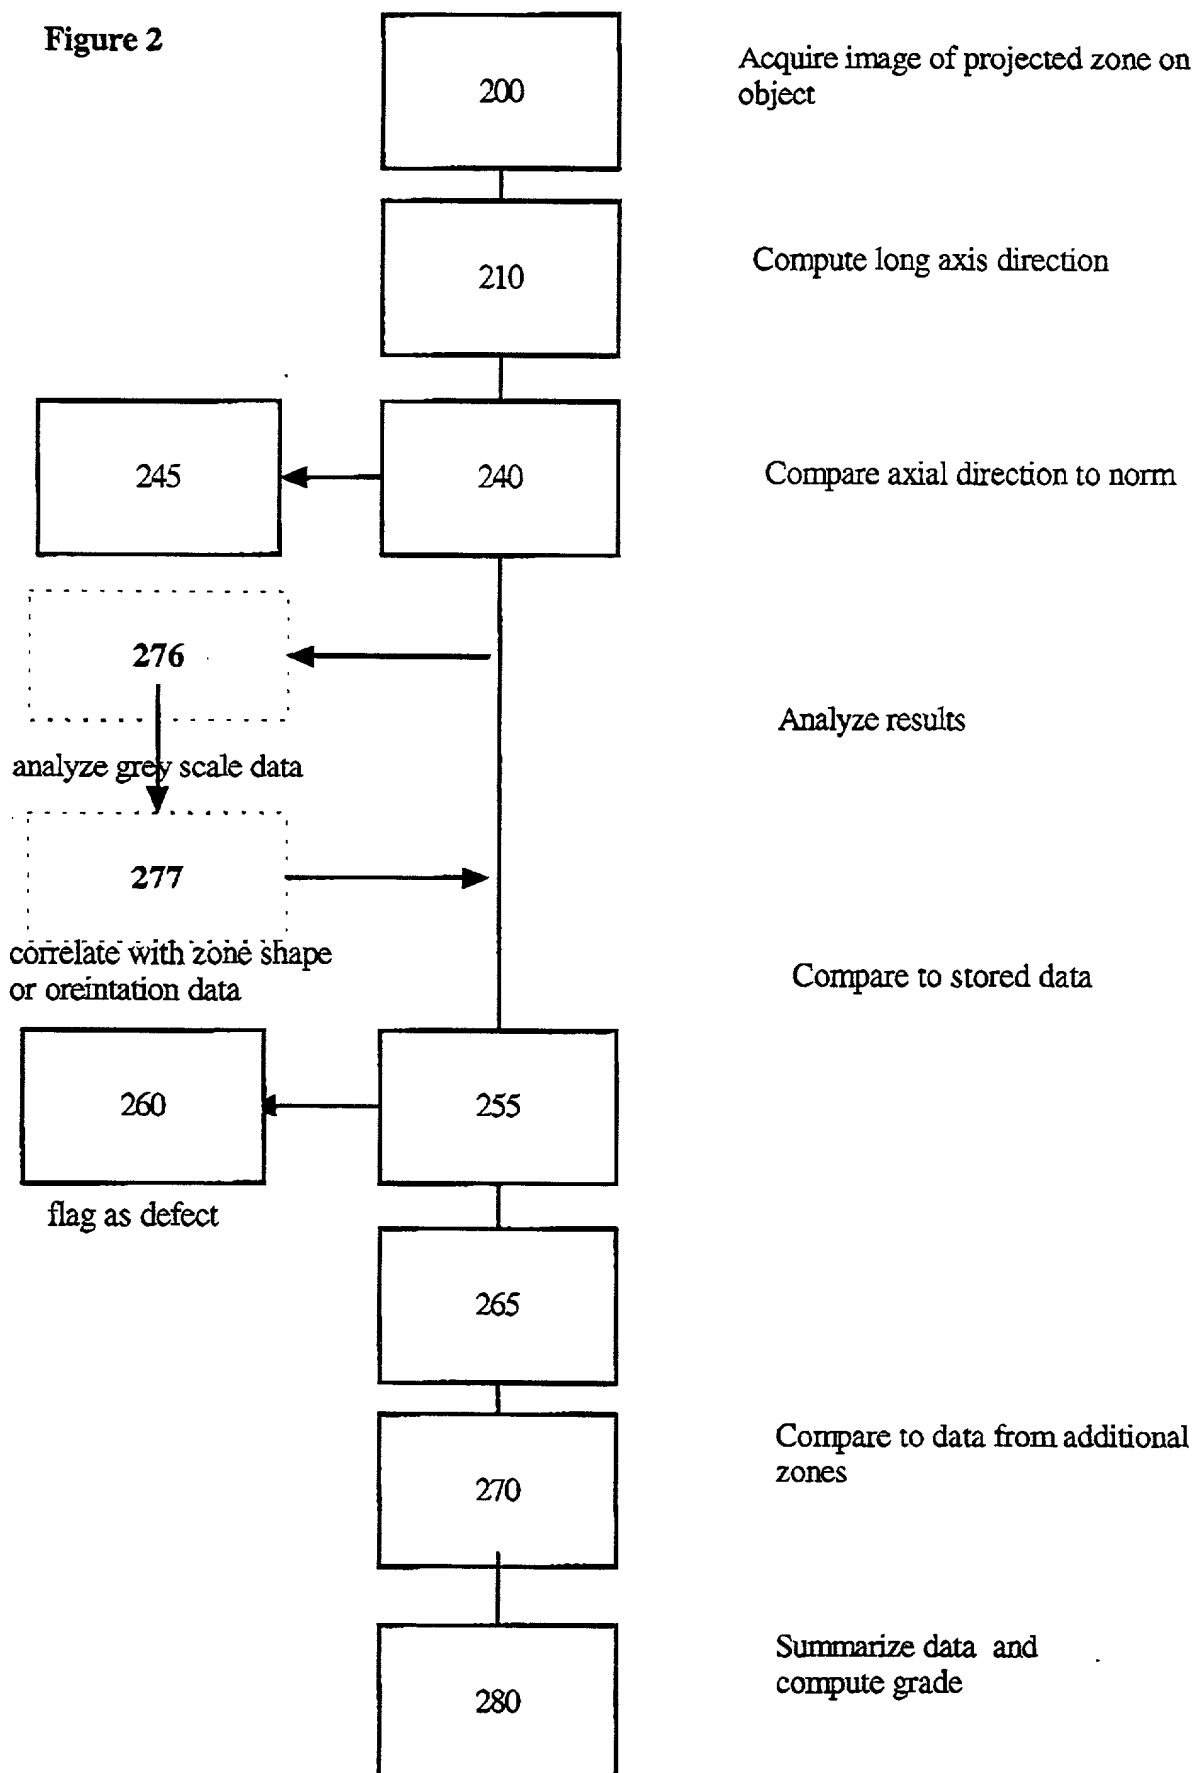 Figure 2
200
Acquire image of projected zone on
object
210
Compute long axis direction
245
240
Compare axial direction to norm
276
Analyze results
analyze grey scale data
277
correlate with zone shape
or oreintation data
Compare to stored data
260
255
flag as defect
265
270
Compare to data from additional
zones
280
Summarize data and
compute grade